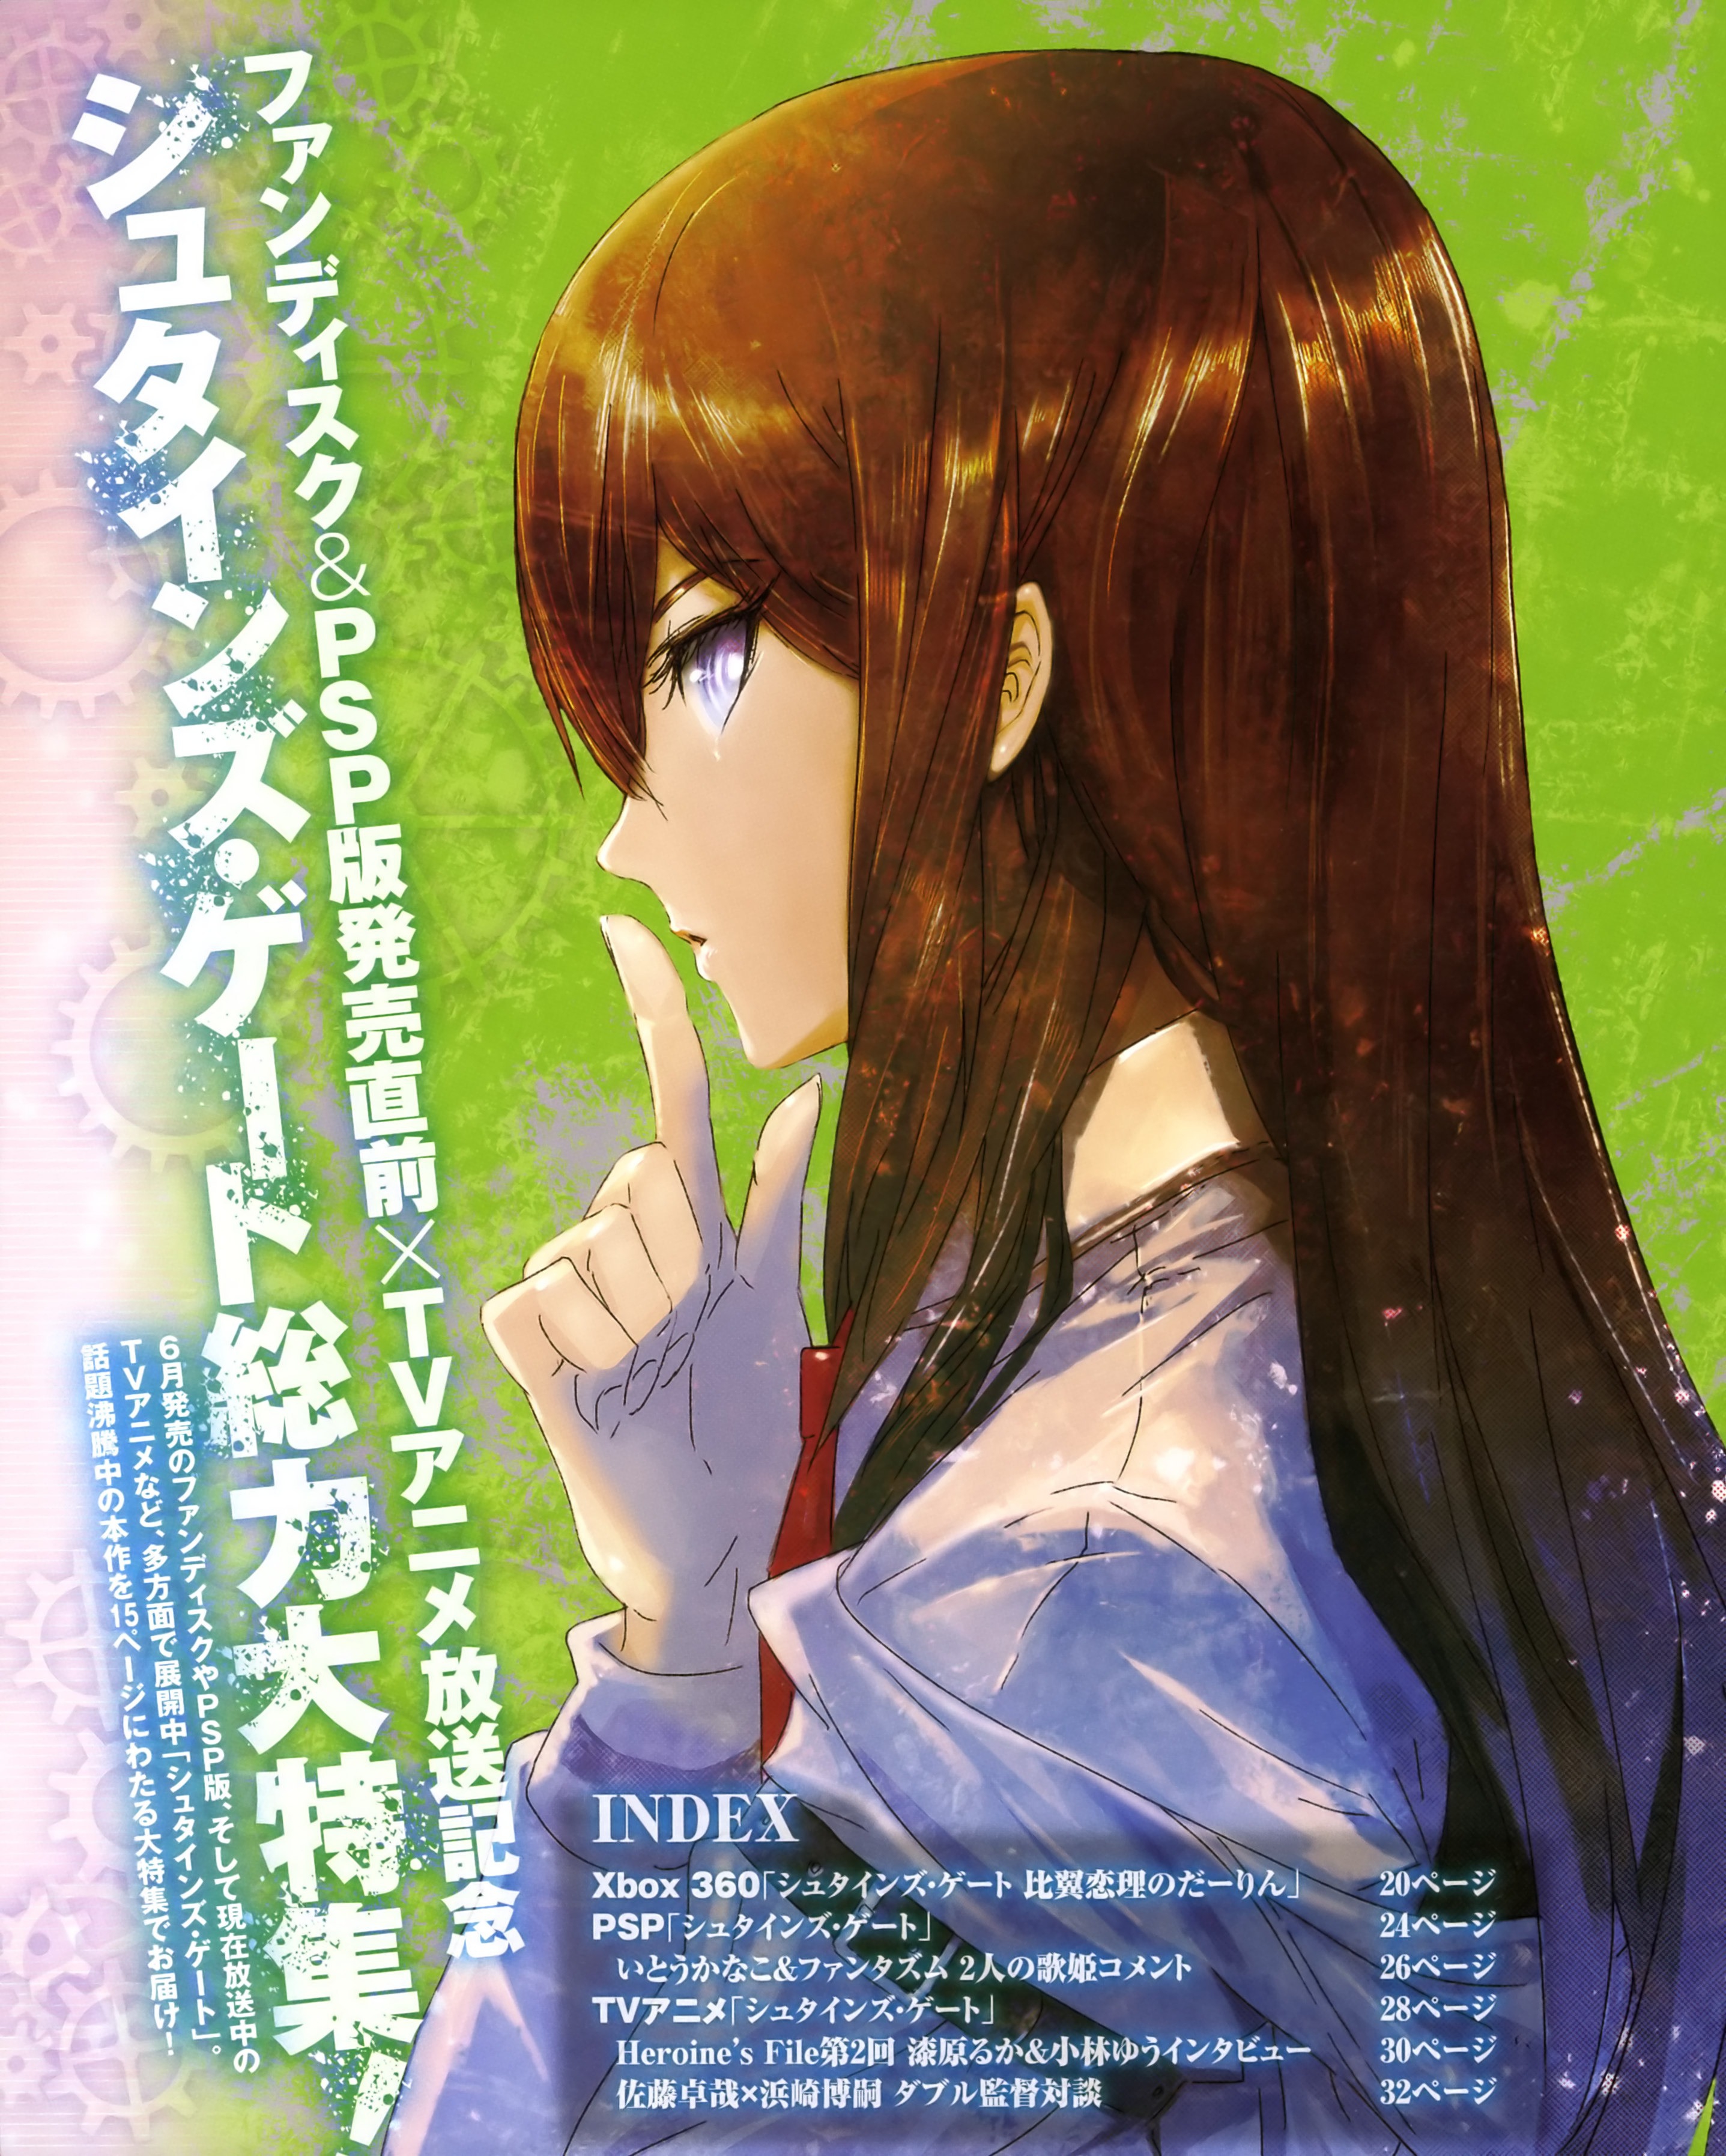 ファンディスク&PSP版発売直前×TVアニメ放送記念
シュタインズ・ゲート総力大特集！
6月発売のファンディスクやPSP版、そして現在放送中の
TVアニメなど、多方面で展開中「シュタインズ・ゲート」。
話題沸騰中の本作を15ページにわたる大特集でお届け！
INDEX
Xbox 360「シュタインズ・ゲート 比翼恋理のだーりん」 20ページ
PSP「シュタインズ・ゲート」 24ページ
いとうかなこ&ファンタズム 2人の歌姫コメント 26ページ
TVアニメ「シュタインズ・ゲート」 28ページ
Heroine's File第2回 漆原るか&小林ゆうインタビュー 30ページ
佐藤卓哉×浜崎博嗣 ダブル監督対談 32ページ